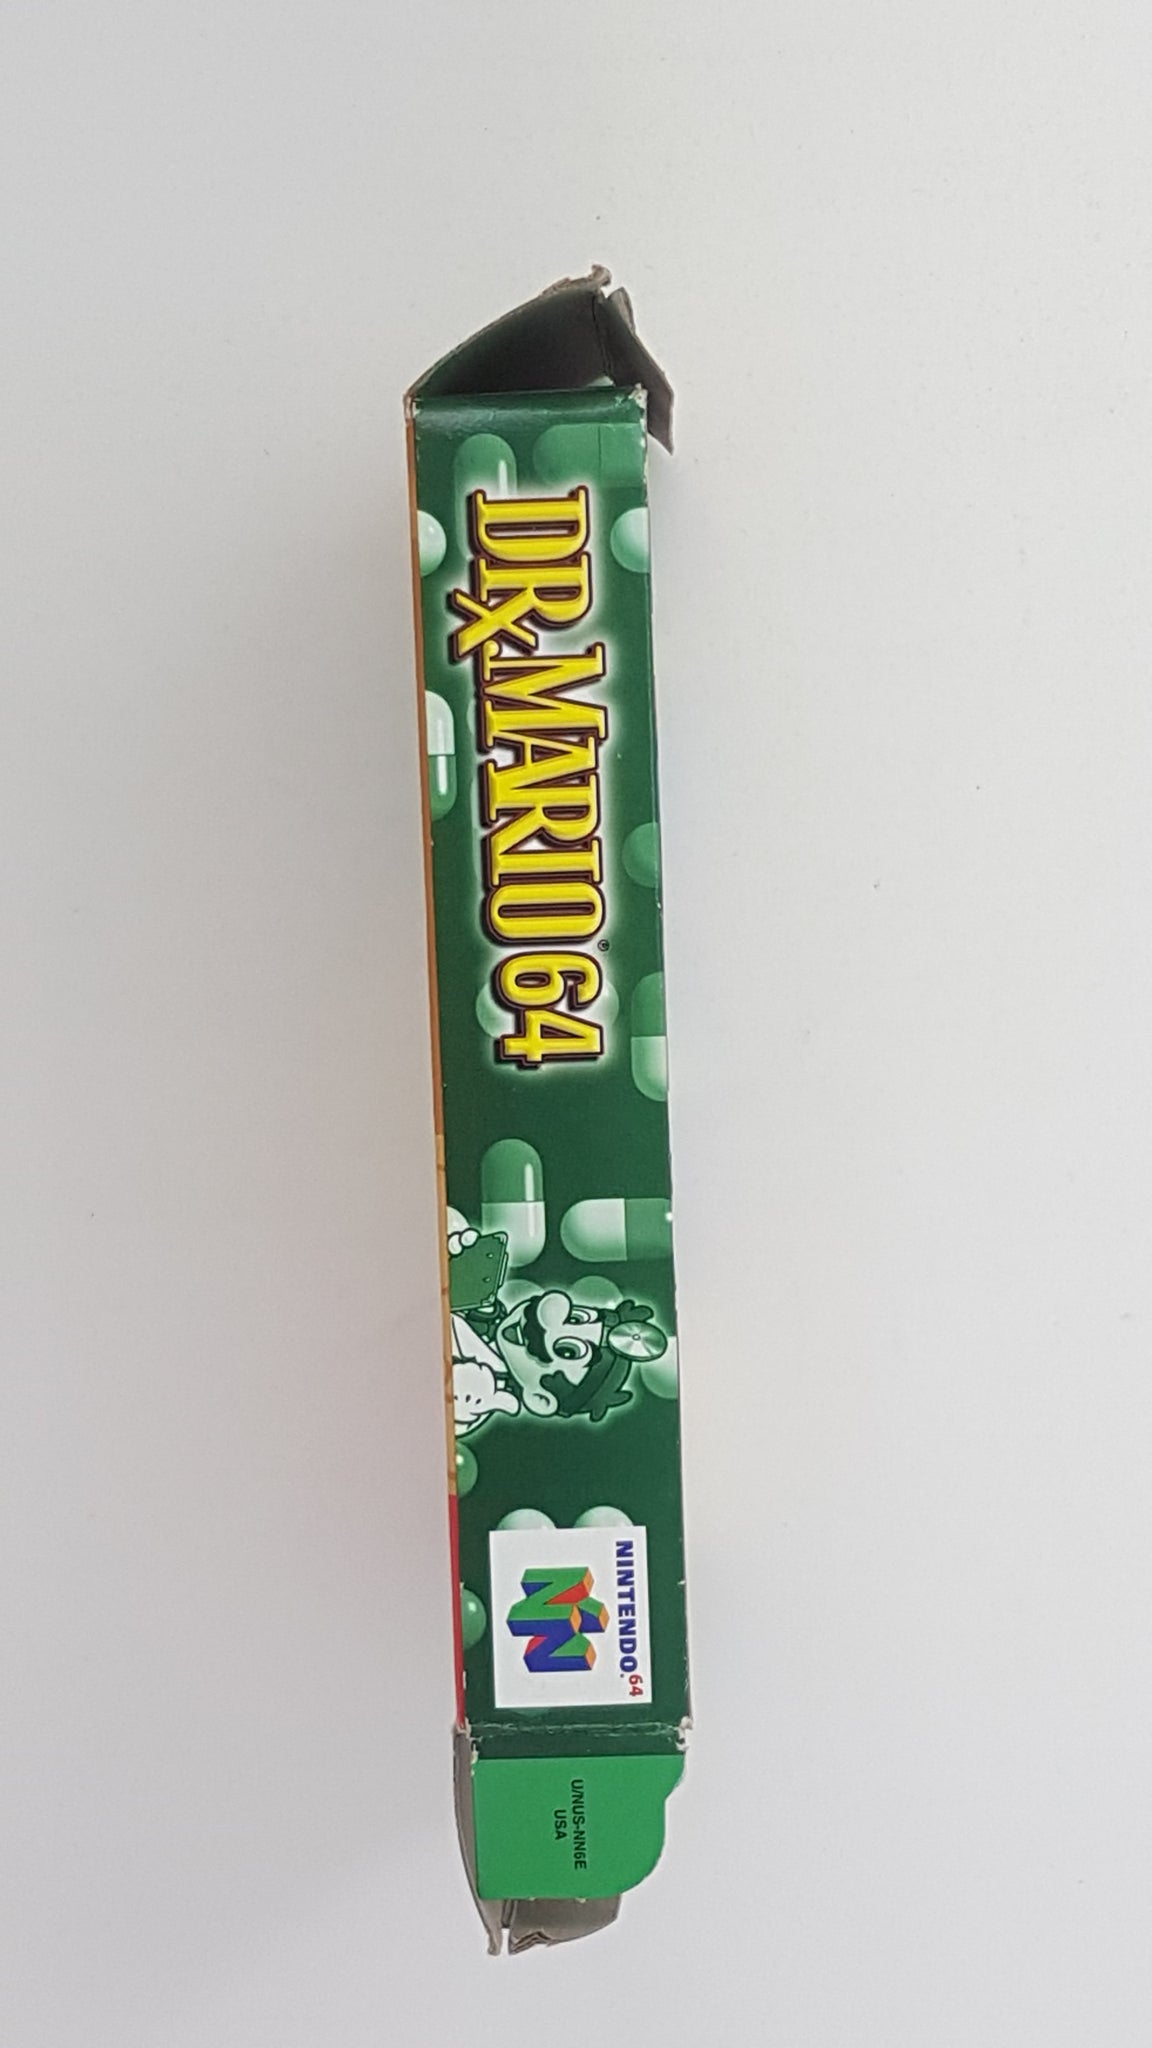 DR. MARIO 64®
NINTENDO 64
U/NUS-NN6E
USA